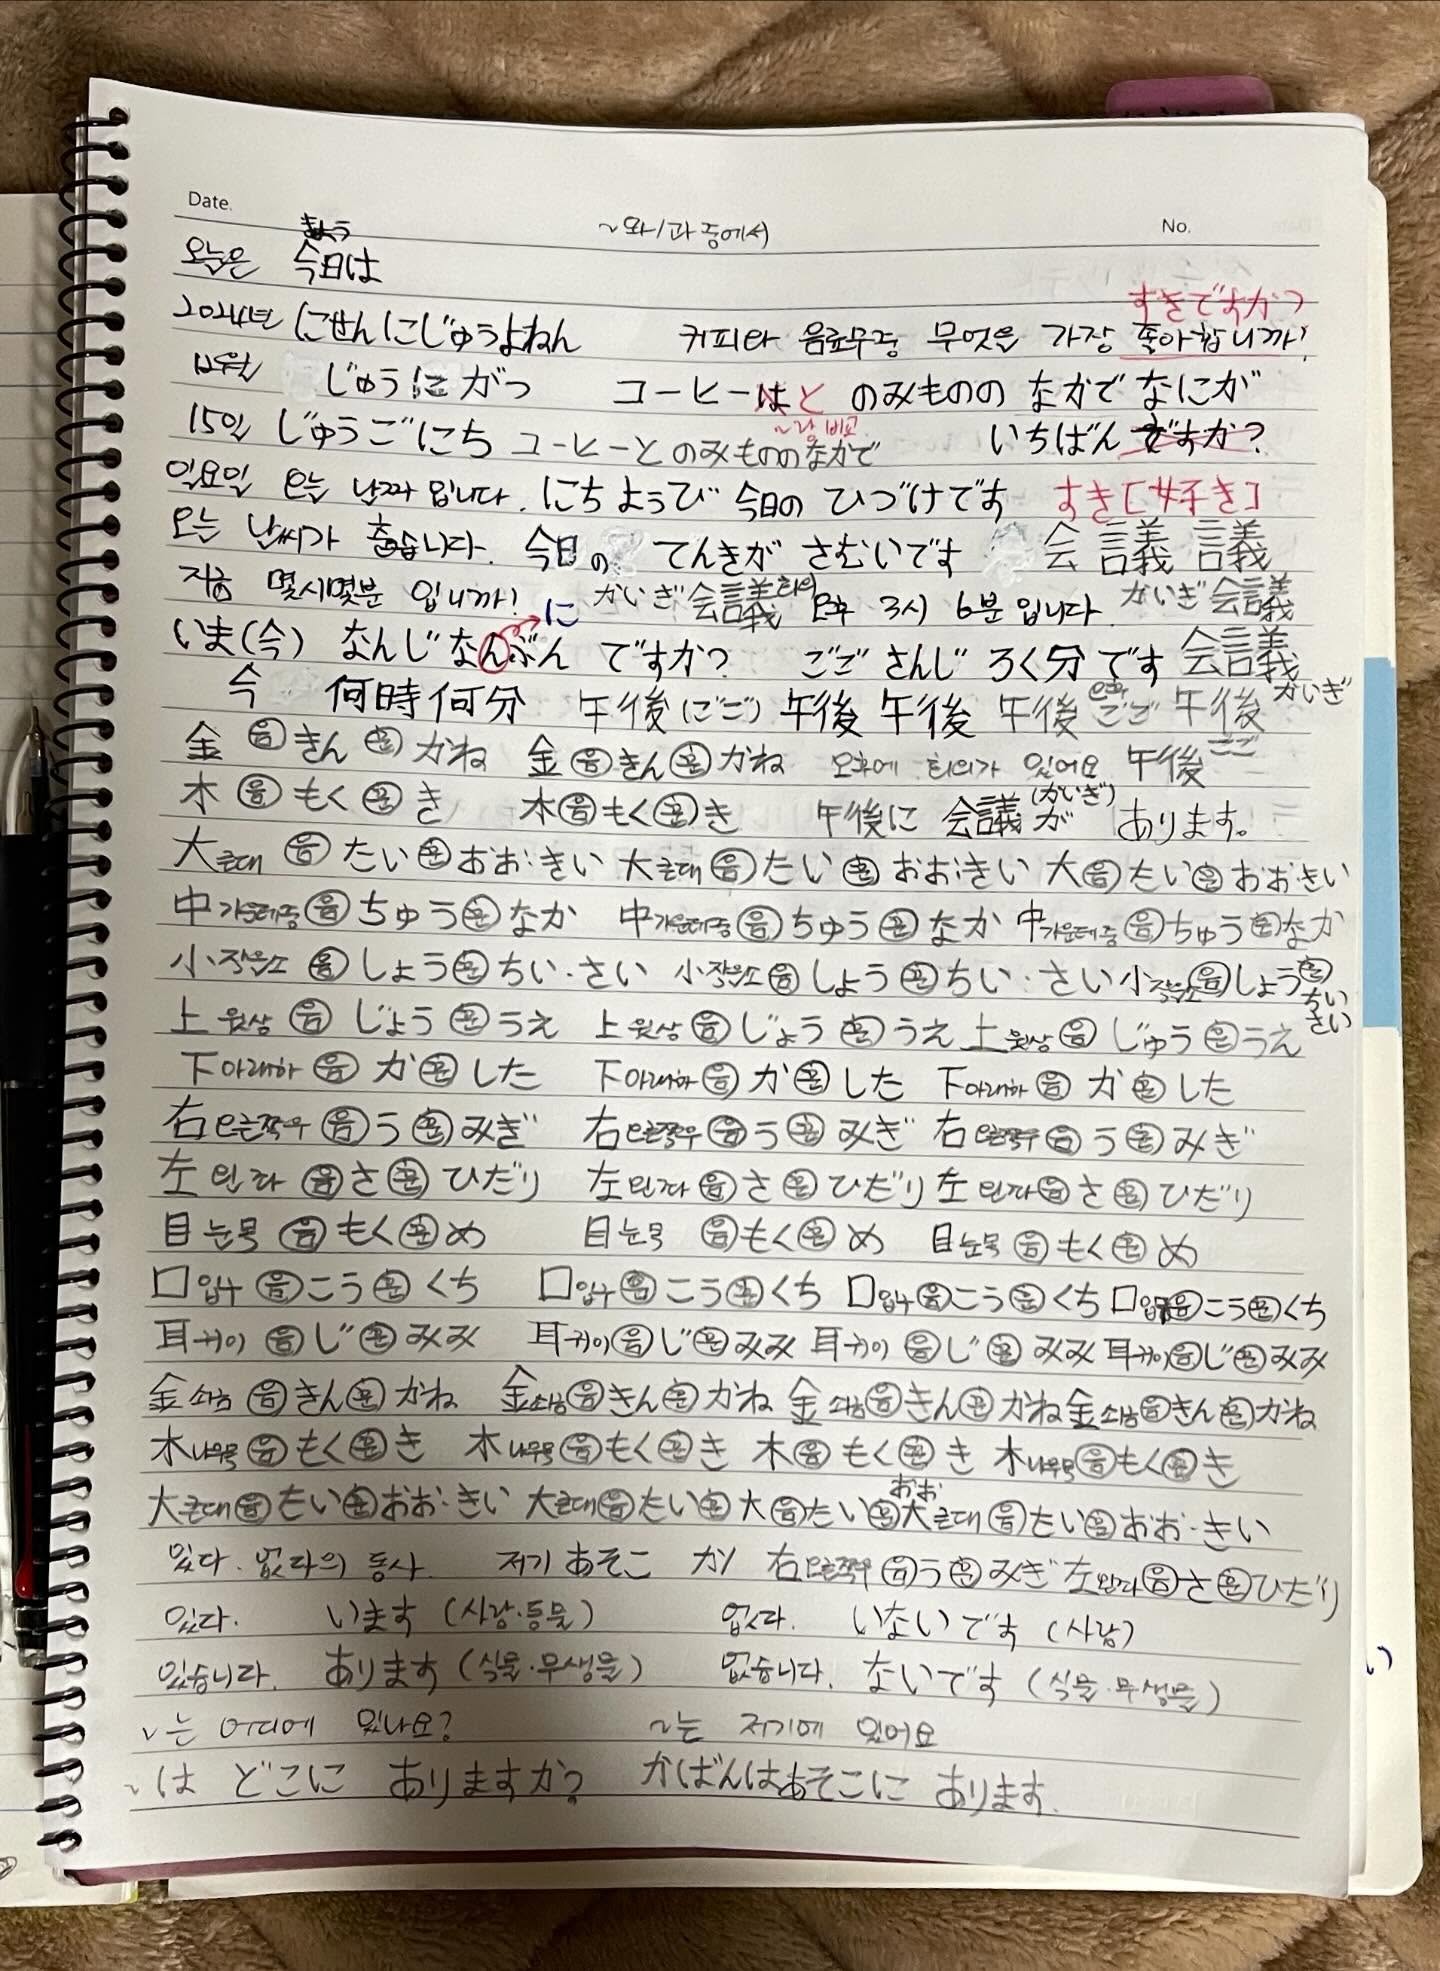 Date.
No.
~와/과 중에서
きょう
오늘은 今日は
すきですか?
2024년 にせんにじゅうよねん 커피와 음료수중 무엇을 가장 좋아합니까?
12월 じゅうにがつ コーヒーはと のみものの なかで なにが
~랑 비교
15일 じゅうごにち コーヒーと のみもののなかで いちばん ですか?
일요일 오늘 날짜 입니다. にちようび 今日の ひづけです すき[好き]
오늘 날씨가 춥습니다. 今日の てんきが さむいです 会 議 議
지금 몇시몇분 입니까! に かいぎ 会議 회의 오후 3시 6분입니다. かいぎ 会議
いま(今) なんじ なんぷん ですか? ごご さんじ ろく分です 会議
今 何時何分 午後(ごご) 午後 午後 午後 오후 ごご 午後 かいぎ
金 음 きん 훈 かね 金 음 きん 훈 かね 오후에 회의가 있어요 午後 ごご
木 음 もく 훈 き 木 음 もく 훈 き 午後に 会議(かいぎ)が あります。
大 큰대 음 たい 훈 おお·きい 大 큰대 음 たい 훈 おお·きい 大 음 たい 훈 おお·きい
中 가운데중 음 ちゅう 훈 なか 中 가운데중 음 ちゅう 훈 なか 中 가운데중 음 ちゅう 훈 なか
小 작을소 음 しょう 훈 ちい·さい 小 작을소 음 しょう 훈 ちい·さい 小 작을소 음 しょう 훈 ちい さい
上 윗상 음 じょう 훈 うえ 上 윗상 음 じょう 훈 うえ 上 윗상 음 じゅう 훈 うえ
下 아래하 음 か 훈 した 下 아래하 음 か 훈 した 下 아래하 음 か 훈 した
右 오른쪽우 음 う 훈 みぎ 右 오른쪽우 음 う 훈 みぎ 右 오른쪽우 음 う 훈 みぎ
左 왼좌 음 さ 훈 ひだり 左 왼좌 음 さ 훈 ひだり 左 왼좌 음 さ 훈 ひだり
目 눈목 음 もく 훈 め 目 눈목 음 もく 훈 め 目 눈목 음 もく 훈 め
口 입구 음 こう 훈 くち 口 입구 음 こう 훈 くち 口 입구 음 こう 훈 くち 口 입구 음 こう 훈 くち
耳 귀이 음 じ 훈 みみ 耳 귀이 음 じ 훈 みみ 耳 귀이 음 じ 훈 みみ 耳 귀이 음 じ 훈 みみ
金 쇠금 음 きん 훈 かね 金 쇠금 음 きん 훈 かね 金 쇠금 음 きん 훈 かね 金 쇠금 음 きん 훈 かね
木 나무목 음 もく 훈 き 木 나무목 음 もく 훈 き 木 음 もく 훈 き 木 나무목 음 もく 훈 き
大 큰대 음 たい 훈 おお·きい 大 큰대 음 たい 훈 大 음 たい 훈 おお 大 큰대 음 たい 훈 おお·きい
있다. 없다의 동사. 저기 あそこ か 右 오른쪽우 음 う 훈 みぎ 左 왼좌 음 さ 훈 ひだり
있다. います (사람·동물) 없다. いないです (사람)
있습니다. あります (식물·무생물) 없습니다. ないです (식물·무생물)
~는 어디에 있나요? ~는 저기에 있어요
~は どこに ありますか? かばんは あそこに あります.